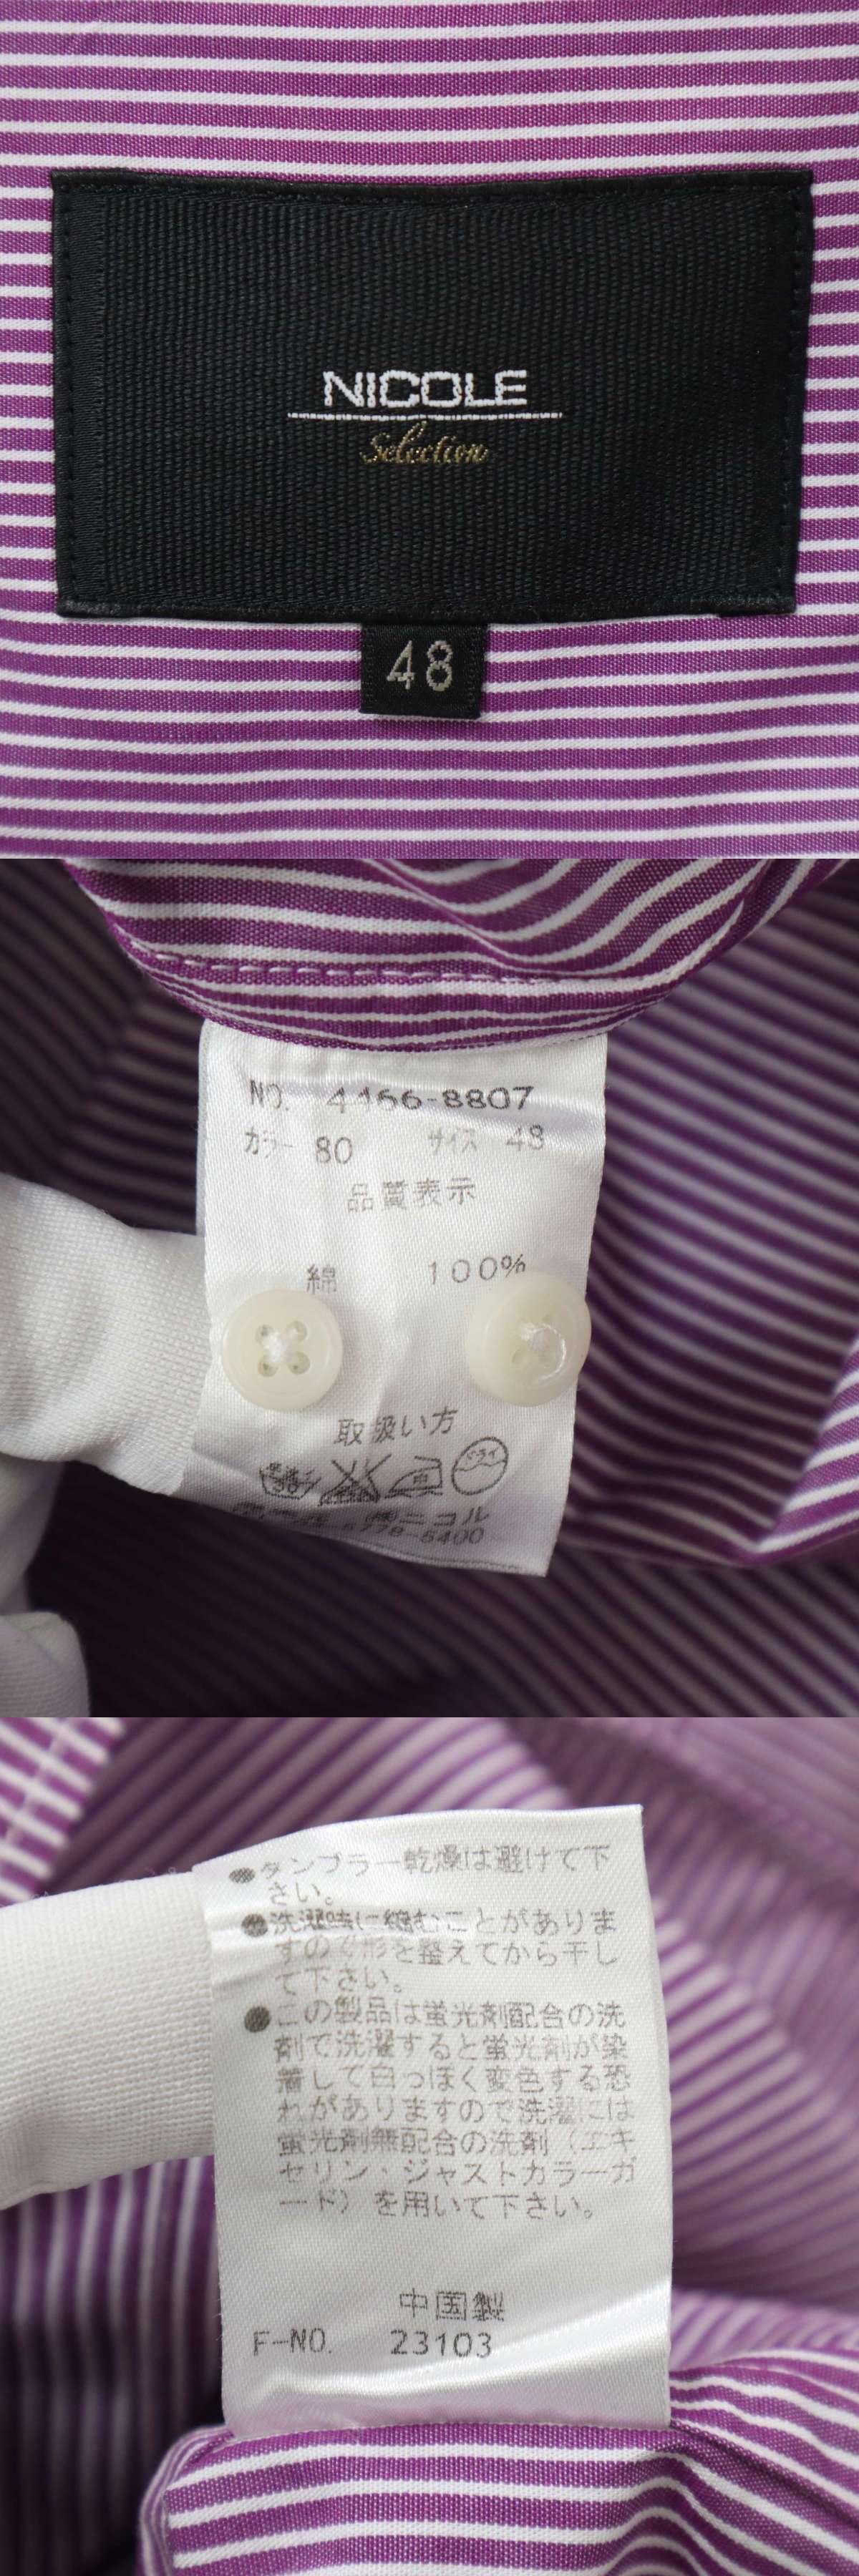 NICOLE
Selection
48
NO. 4466-8807
カラー 80 サイズ 48
品質表示
綿 100%
取扱い方
ドライ
㈱ニコル
5778-5400
●タンブラー乾燥は避けて下
さい。
●洗濯時に縮むことがありま
すので形を整えてから干し
て下さい。
●この製品は蛍光剤配合の洗
剤で洗濯すると蛍光剤が染
着して白っぽく変色する恐
れがありますので洗濯には
蛍光剤無配合の洗剤（エキ
セリン・ジャストカラーガ
ード）を用いて下さい。
中国製
F-NO. 23103